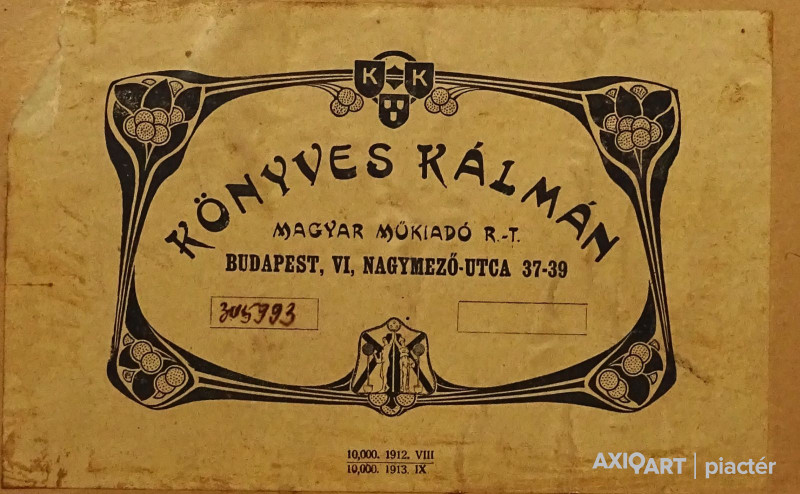 K K
KÖNYVES KÁLMÁN
MAGYAR MŰKIADÓ R.-T.
BUDAPEST, VI, NAGYMEZŐ-UTCA 37-39
305993
10,000. 1912. VIII
10,000. 1913. IX
AXIOART | piactér